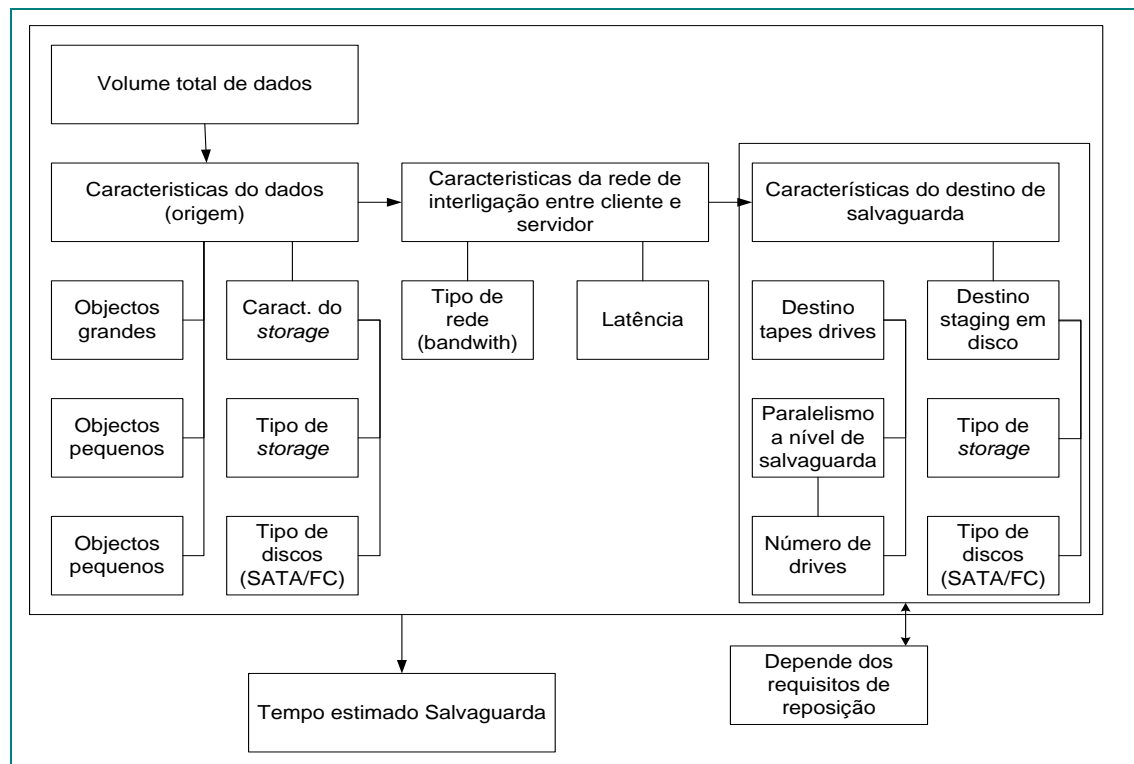 Volume total de dados
Caracteristicas do dados
(origem)
Caracteristicas da rede de
interligação entre cliente e
servidor
Característísticas do destino de
salvaguarda
Objectos
grandes
Caract. do
storage
Tipo de
rede
(bandwith)
Latência
Destino
tapes drives
Destino
staging em
disco
Objectos
pequenos
Tipo de
storage
Paralelismo
a nível de
salvaguarda
Tipo de
storage
Objectos
pequenos
Tipo de
discos
(SATA/FC)
Número de
drives
Tipo de
discos
(SATA/FC)
Tempo estimado Salvaguarda
Depende dos
requisitos de
reposição